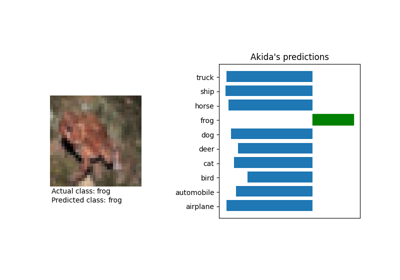 Akida's predictions
truck
ship
horse
frog
dog
deer
cat
bird
automobile
airplane
Actual class: frog
Predicted class: frog